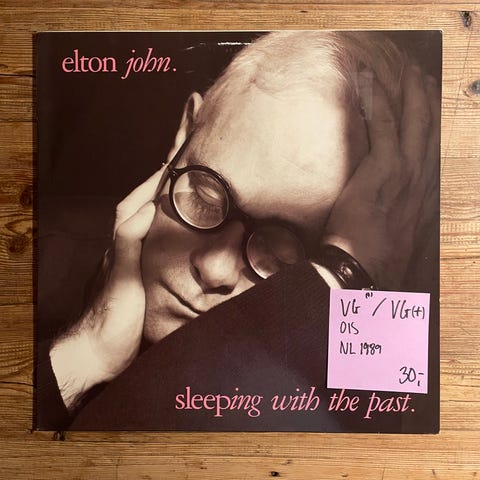 elton john.
VG(+) / VG(+)
OIS
NL 1989
30,-
sleeping with the past.